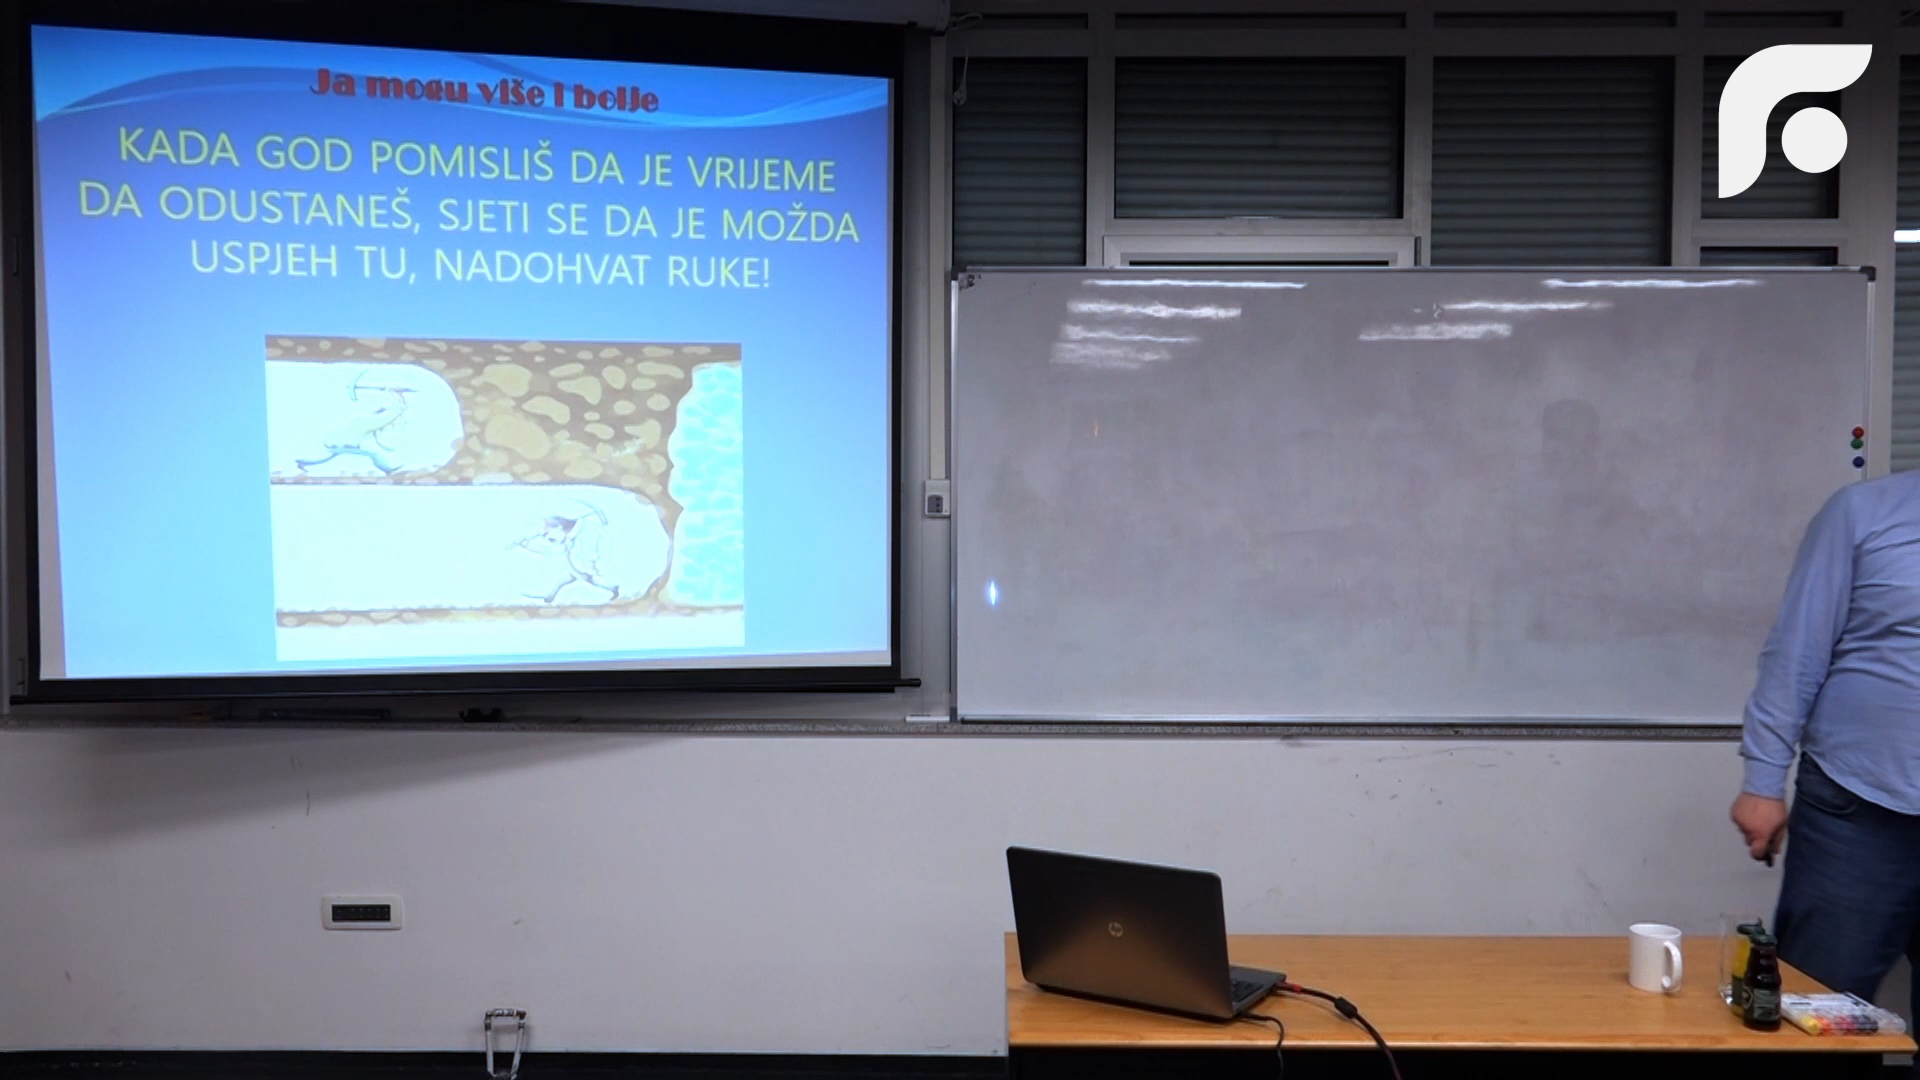 Ja mogu više I bolje
KADA GOD POMISLIŠ DA JE VRIJEME
DA ODUSTANEŠ, SJETI SE DA JE MOŽDA
USPJEH TU, NADOHVAT RUKE!
hp